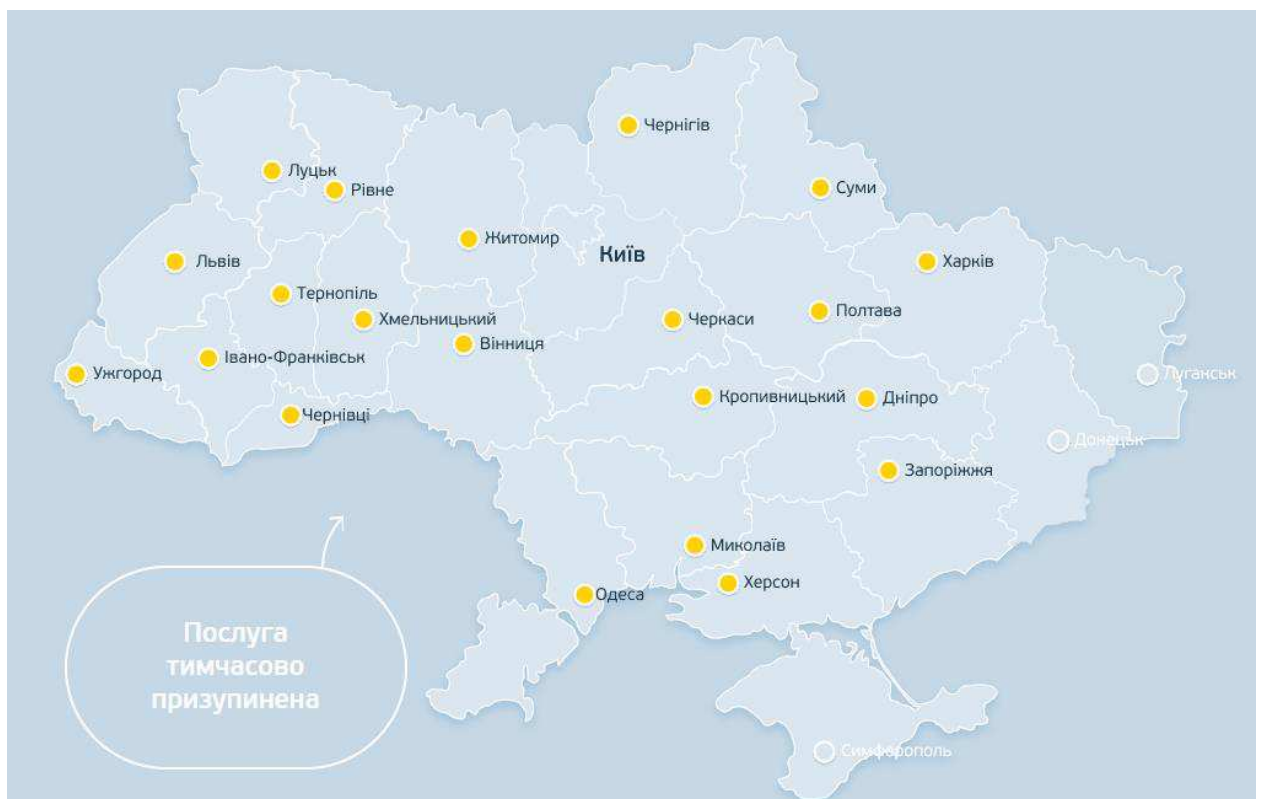 Чернігів
Луцьк
Рівне
Суми
Житомир
Київ
Львів
Харків
Тернопіль
Хмельницький
Черкаси
Полтава
Вінниця
Івано-Франківськ
Ужгород
Луганськ
Кропивницький
Дніпро
Чернівці
Донецьк
Запоріжжя
Миколаїв
Херсон
Одеса
Послуга
тимчасово
призупинена
Симферополь